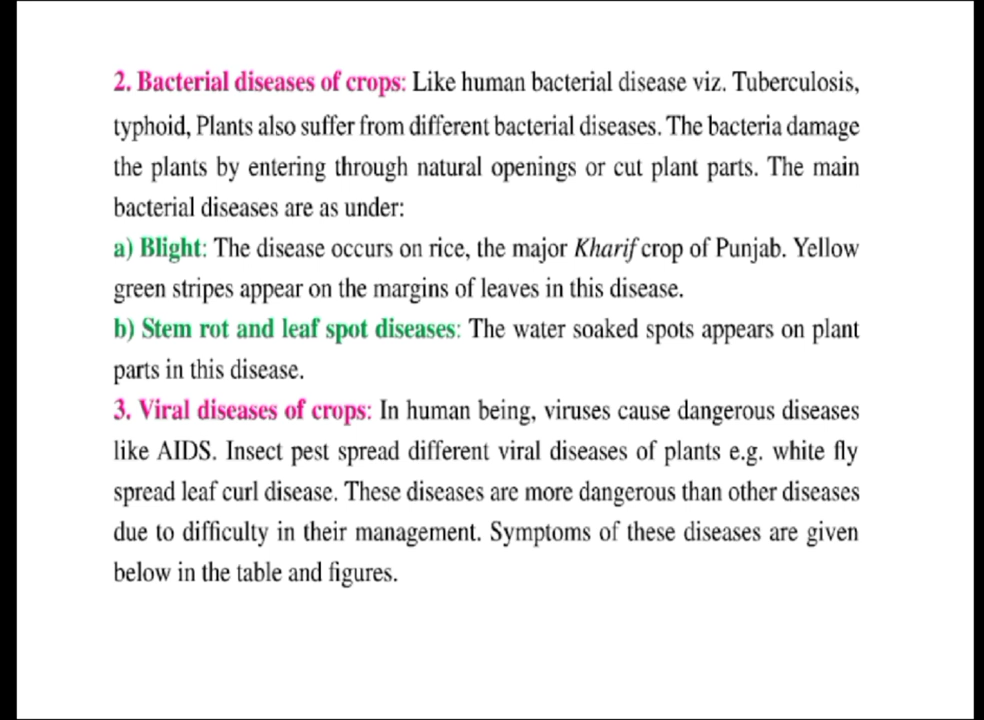 2. Bacterial diseases of crops: Like human bacterial disease viz. Tuberculosis,
typhoid, Plants also suffer from different bacterial diseases. The bacteria damage
the plants by entering through natural openings or cut plant parts. The main
bacterial diseases are as under:
a) Blight: The disease occurs on rice, the major Kharif crop of Punjab. Yellow
green stripes appear on the margins of leaves in this disease.
b) Stem rot and leaf spot diseases: The water soaked spots appears on plant
parts in this disease.
3. Viral diseases of crops: In human being, viruses cause dangerous diseases
like AIDS. Insect pest spread different viral diseases of plants e.g. white fly
spread leaf curl disease. These diseases are more dangerous than other diseases
due to difficulty in their management. Symptoms of these diseases are given
below in the table and figures.